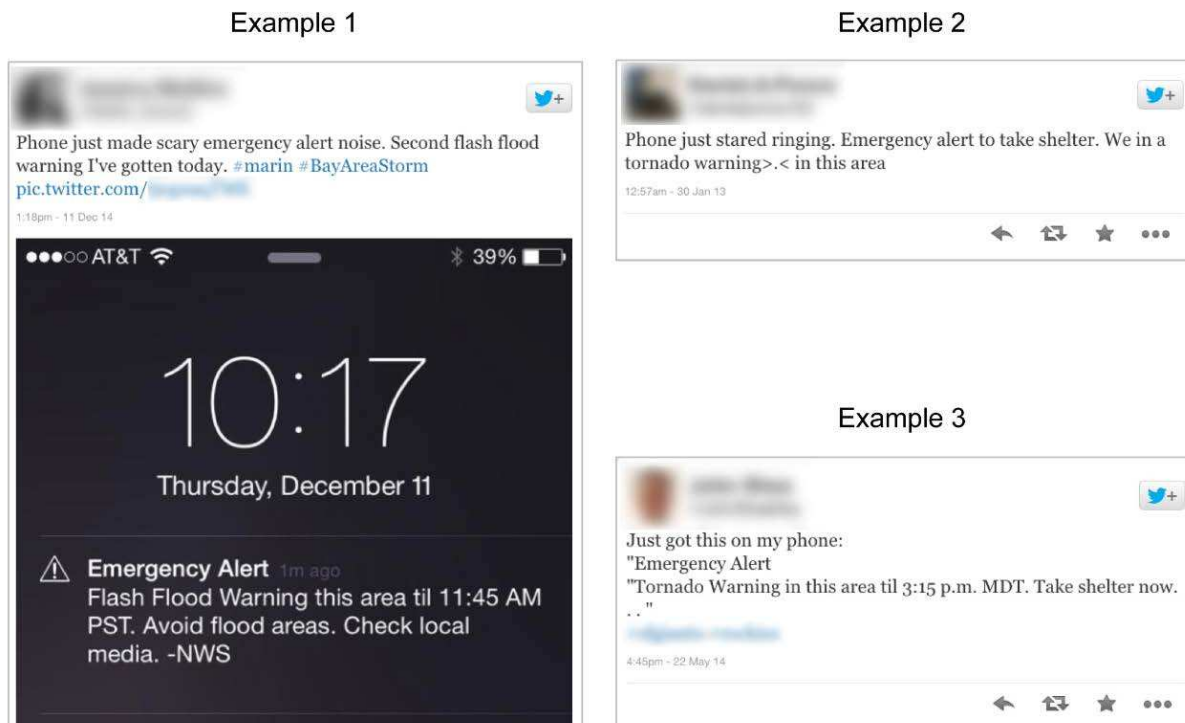 Example 1
Phone just made scary emergency alert noise. Second flash flood
warning I've gotten today. #marin #BayAreaStorm
pic.twitter.com/
1:18pm - 11 Dec 14
AT&T
39%
10:17
Thursday, December 11
Emergency Alert 1m ago
Flash Flood Warning this area til 11:45 AM
PST. Avoid flood areas. Check local
media. -NWS
Example 2
Phone just stared ringing. Emergency alert to take shelter. We in a
tornado warning>.< in this area
12:57am - 30 Jan 13
Example 3
Just got this on my phone:
"Emergency Alert
"Tornado Warning in this area til 3:15 p.m. MDT. Take shelter now.
. . "
4:45pm - 22 May 14